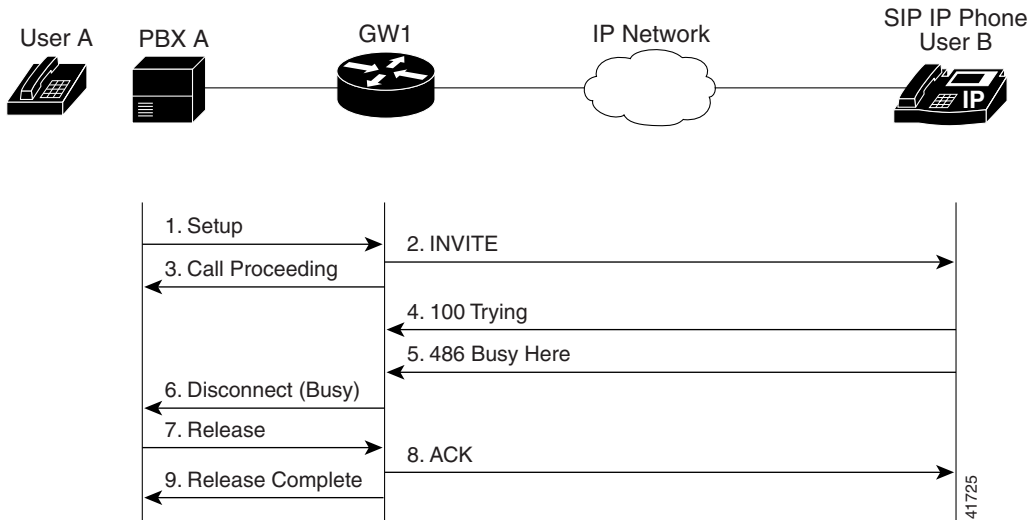 User A
PBX A
GW1
IP Network
SIP IP Phone
User B
IP
1. Setup
2. INVITE
3. Call Proceeding
4. 100 Trying
5. 486 Busy Here
6. Disconnect (Busy)
7. Release
8. ACK
9. Release Complete
41725